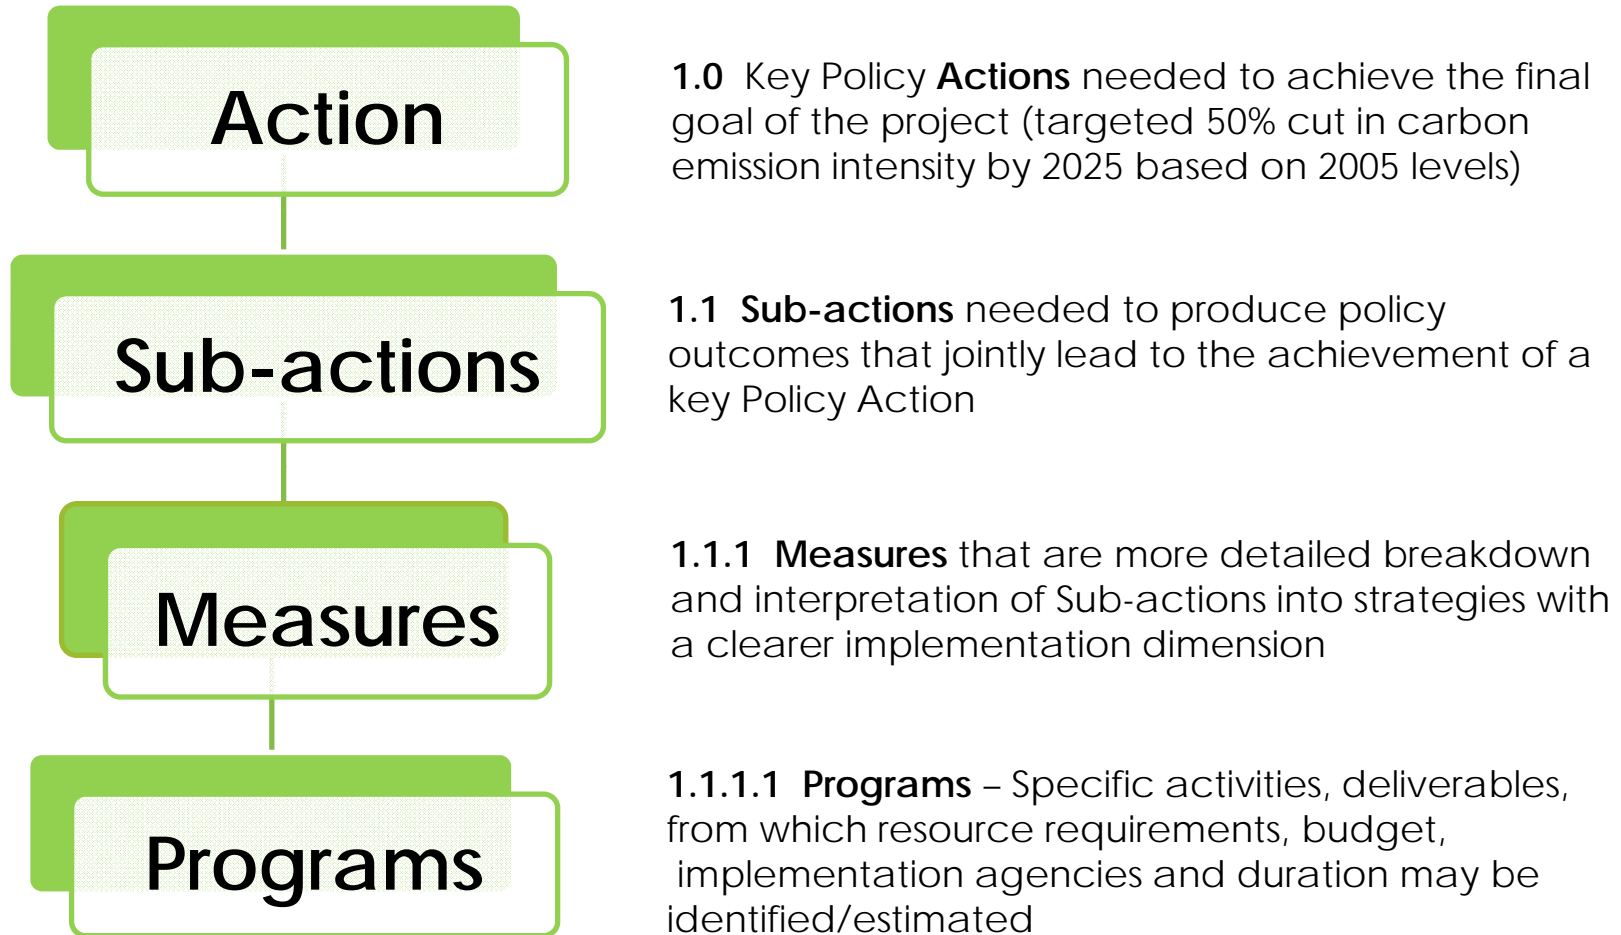 Action
1.0 Key Policy Actions needed to achieve the final
goal of the project (targeted 50% cut in carbon
emission intensity by 2025 based on 2005 levels)
Sub-actions
1.1 Sub-actions needed to produce policy
outcomes that jointly lead to the achievement of a
key Policy Action
Measures
1.1.1 Measures that are more detailed breakdown
and interpretation of Sub-actions into strategies with
a clearer implementation dimension
Programs
1.1.1.1 Programs – Specific activities, deliverables,
from which resource requirements, budget,
implementation agencies and duration may be
identified/estimated